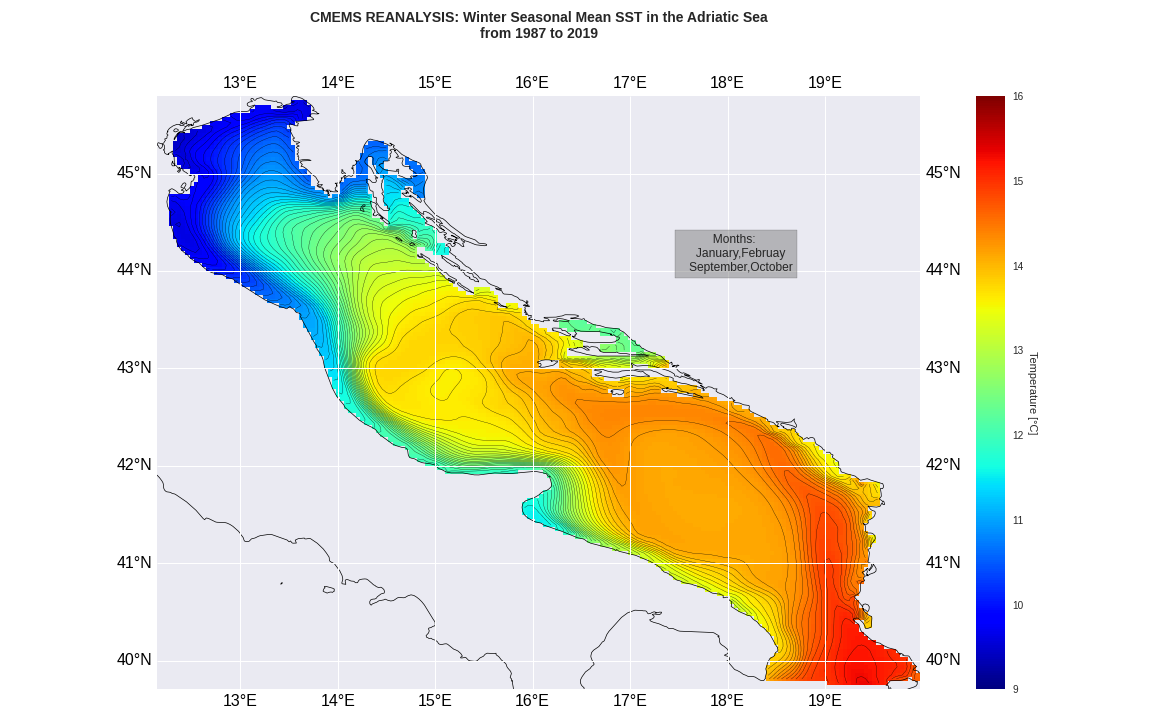 CMEMS REANALYSIS: Winter Seasonal Mean SST in the Adriatic Sea
from 1987 to 2019
13°E 14°E 15°E 16°E 17°E 18°E 19°E
16
45°N 45°N
15
Months:
January,Februay
September,October
44°N 44°N
14
43°N 43°N
13
Temperature [°C]
12
42°N 42°N
11
41°N 41°N
10
40°N 40°N
9
13°E 14°E 15°E 16°E 17°E 18°E 19°E